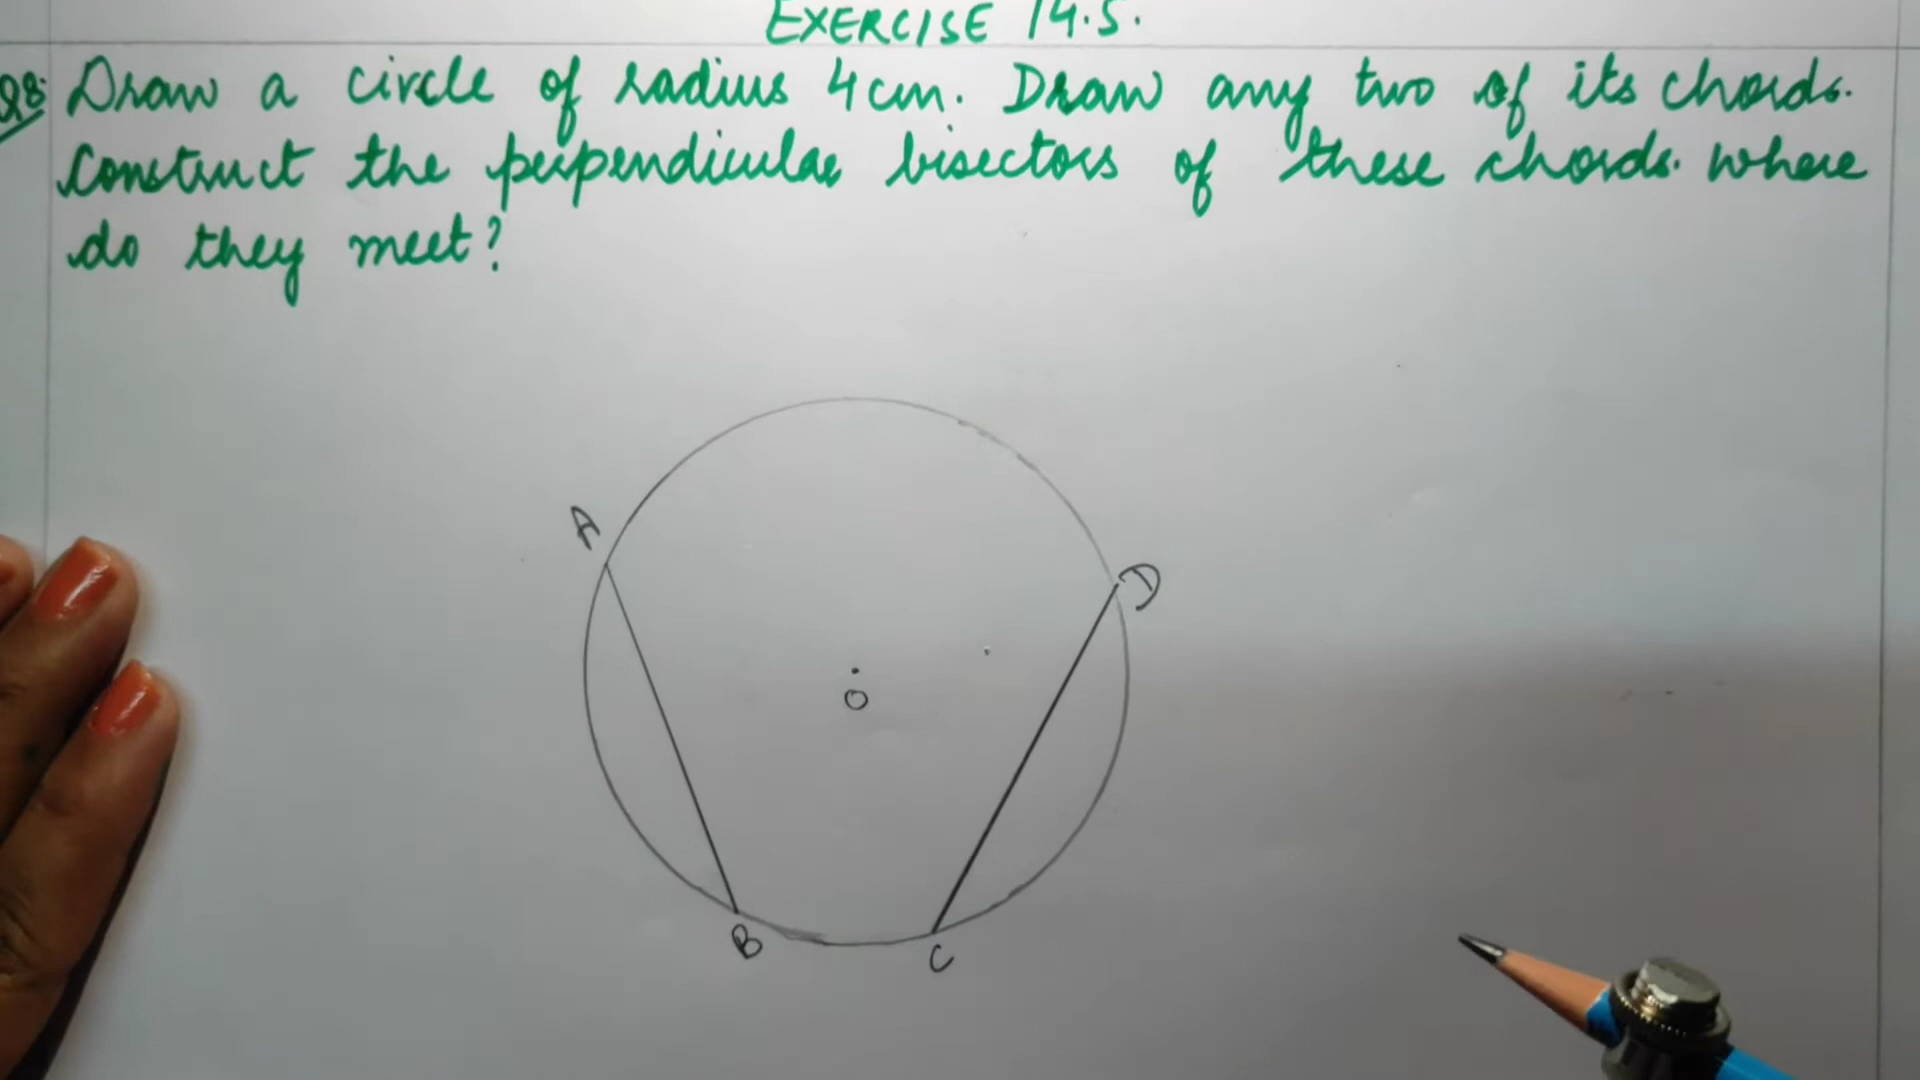 EXERCISE 14.5.
Q8: Draw a circle of radius 4cm. Draw any two of its chords.
Construct the perpendicular bisectors of these chords. Where
do they meet?
A
D
O
B
C